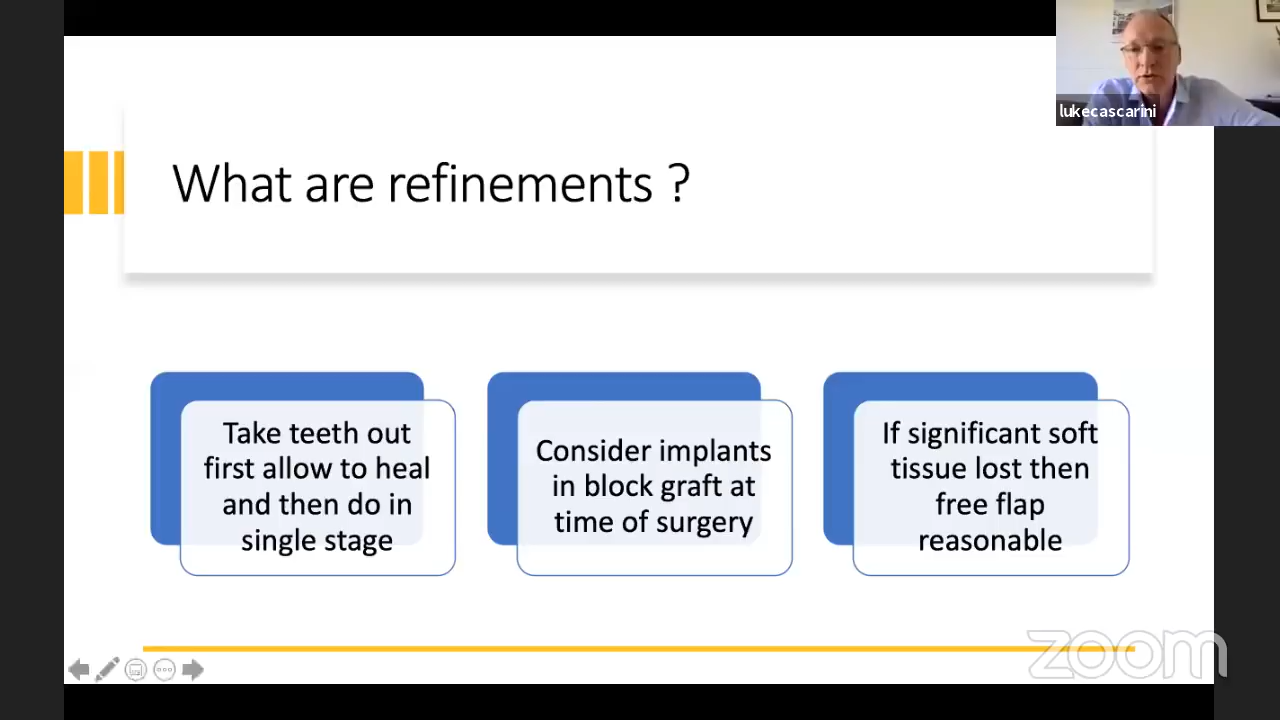 lukecascarini
What are refinements ?
Take teeth out
first allow to heal
and then do in
single stage
Consider implants
in block graft at
time of surgery
If significant soft
tissue lost then
free flap
reasonable
zoom